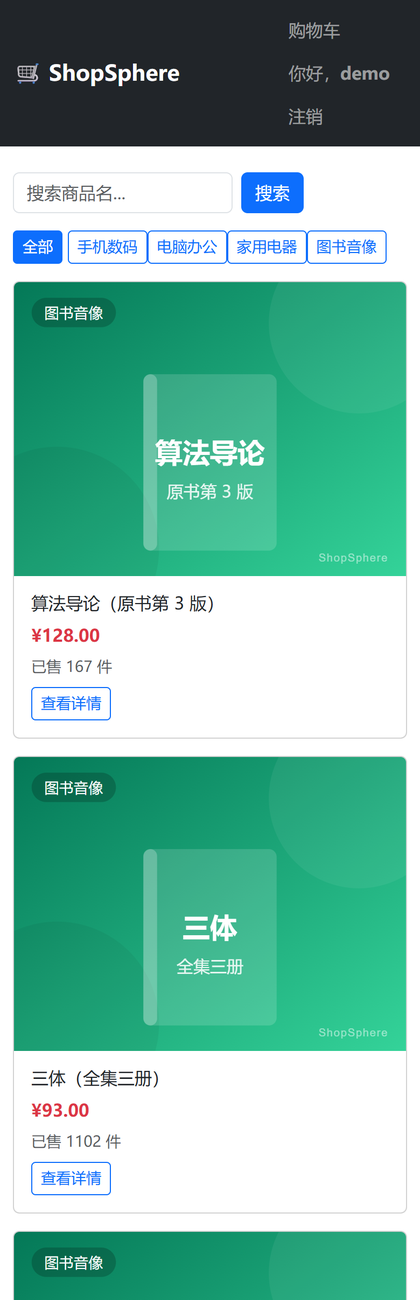 购物车
ShopSphere
你好，demo
注销
搜索商品名...
搜索
全部
手机数码
电脑办公
家用电器
图书音像
图书音像
算法导论
原书第 3 版
ShopSphere
算法导论（原书第 3 版）
¥128.00
已售 167 件
查看详情
图书音像
三体
全集三册
ShopSphere
三体（全集三册）
¥93.00
已售 1102 件
查看详情
图书音像